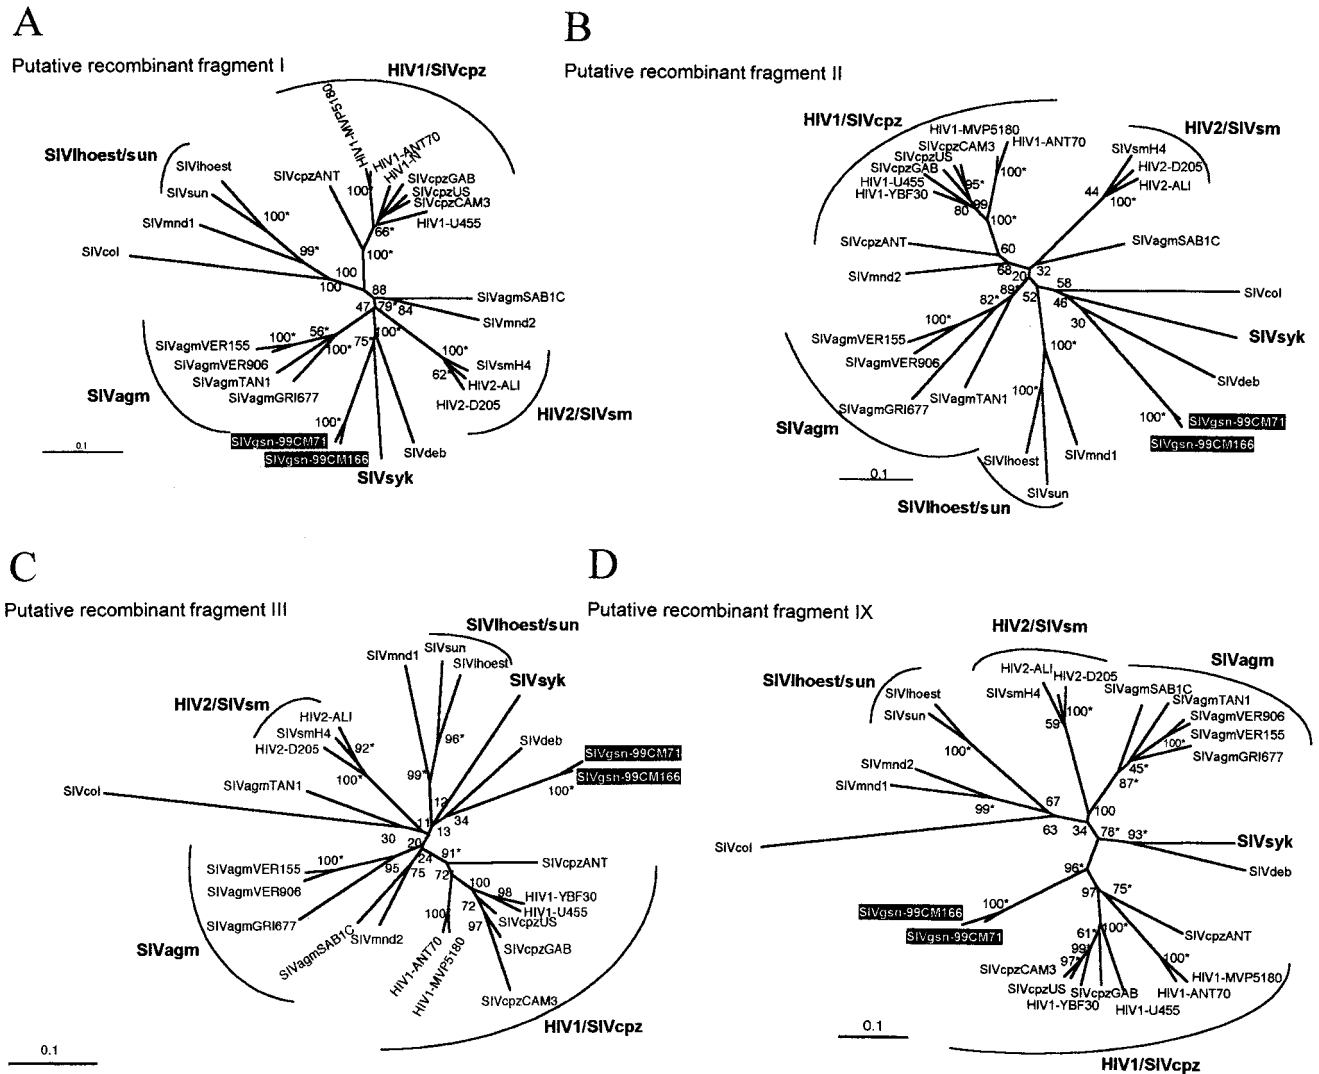 A
Putative recombinant fragment I
HIV1/SIVcpz
HIV1-MVP5180
HIV1-ANT70
HIV1-N
SIVcpzGAB
SIVcpzUS
SIVcpzCAM3
HIV1-U455
SIVcpzANT
SIVlhoest/sun
SIVlhoest
SIVsun
SIVmnd1
SIVcol
100
66*
100*
100*
99*
100
100
88
47
79*
84
SIVagmSAB1C
SIVmnd2
56*
100*
100*
75*
100*
100*
62*
SIVagmVER155
SIVagmVER906
SIVagmTAN1
SIVagmGRI677
SIVagm
SIVsmH4
HIV2-ALI
HIV2-D205
HIV2/SIVsm
100*
SIVgsn-99CM71
SIVgsn-99CM166
SIVdeb
SIVsyk
0.1
B
Putative recombinant fragment II
HIV1/SIVcpz
HIV1-MVP5180
HIV1-ANT70
SIVcpzCAM3
SIVcpzUS
SIVcpzGAB
HIV1-U455
HIV1-YBF30
100*
95*
99
80
100*
HIV2/SIVsm
SIVsmH4
HIV2-D205
HIV2-ALI
44
100*
SIVcpzANT
SIVmnd2
60
68
20
32
SIVagmSAB1C
89*
82*
52
58
46
30
SIVcol
SIVsyk
SIVdeb
100*
SIVagmVER155
SIVagmVER906
SIVagmGRI677
SIVagmTAN1
SIVagm
100*
100*
SIVlhoest
SIVmnd1
SIVsun
SIVlhoest/sun
100*
SIVgsn-99CM71
SIVgsn-99CM166
0.1
C
Putative recombinant fragment III
SIVlhoest/sun
SIVmnd1
SIVsun
SIVlhoest
SIVsyk
HIV2/SIVsm
HIV2-ALI
SIVsmH4
HIV2-D205
92*
100*
96*
99*
SIVdeb
SIVgsn-99CM71
SIVgsn-99CM166
100*
SIVagmTAN1
SIVcol
12
11
13
34
30
20
24
91*
72
SIVcpzANT
100*
95
75
SIVagmVER155
SIVagmVER906
SIVagmGRI677
SIVagmSAB1C
SIVmnd2
SIVagm
100
98
72
97
100*
HIV1-YBF30
HIV1-U455
SIVcpzUS
SIVcpzGAB
HIV1-ANT70
HIV1-MVP5180
SIVcpzCAM3
HIV1/SIVcpz
0.1
D
Putative recombinant fragment IX
HIV2/SIVsm
HIV2-ALI
HIV2-D205
SIVsmH4
100*
59
SIVagm
SIVagmSAB1C
SIVagmTAN1
SIVagmVER906
SIVagmVER155
SIVagmGRI677
100*
45*
87*
SIVlhoest/sun
SIVlhoest
SIVsun
100*
SIVmnd2
SIVmnd1
99*
SIVcol
67
63
34
100
78*
93*
SIVsyk
SIVdeb
96*
100*
SIVgsn-99CM166
SIVgsn-99CM71
97
75*
61*
100*
99*
97*
100*
SIVcpzANT
HIV1-MVP5180
HIV1-ANT70
SIVcpzCAM3
SIVcpzUS
HIV1-YBF30
SIVcpzGAB
HIV1-U455
HIV1/SIVcpz
0.1